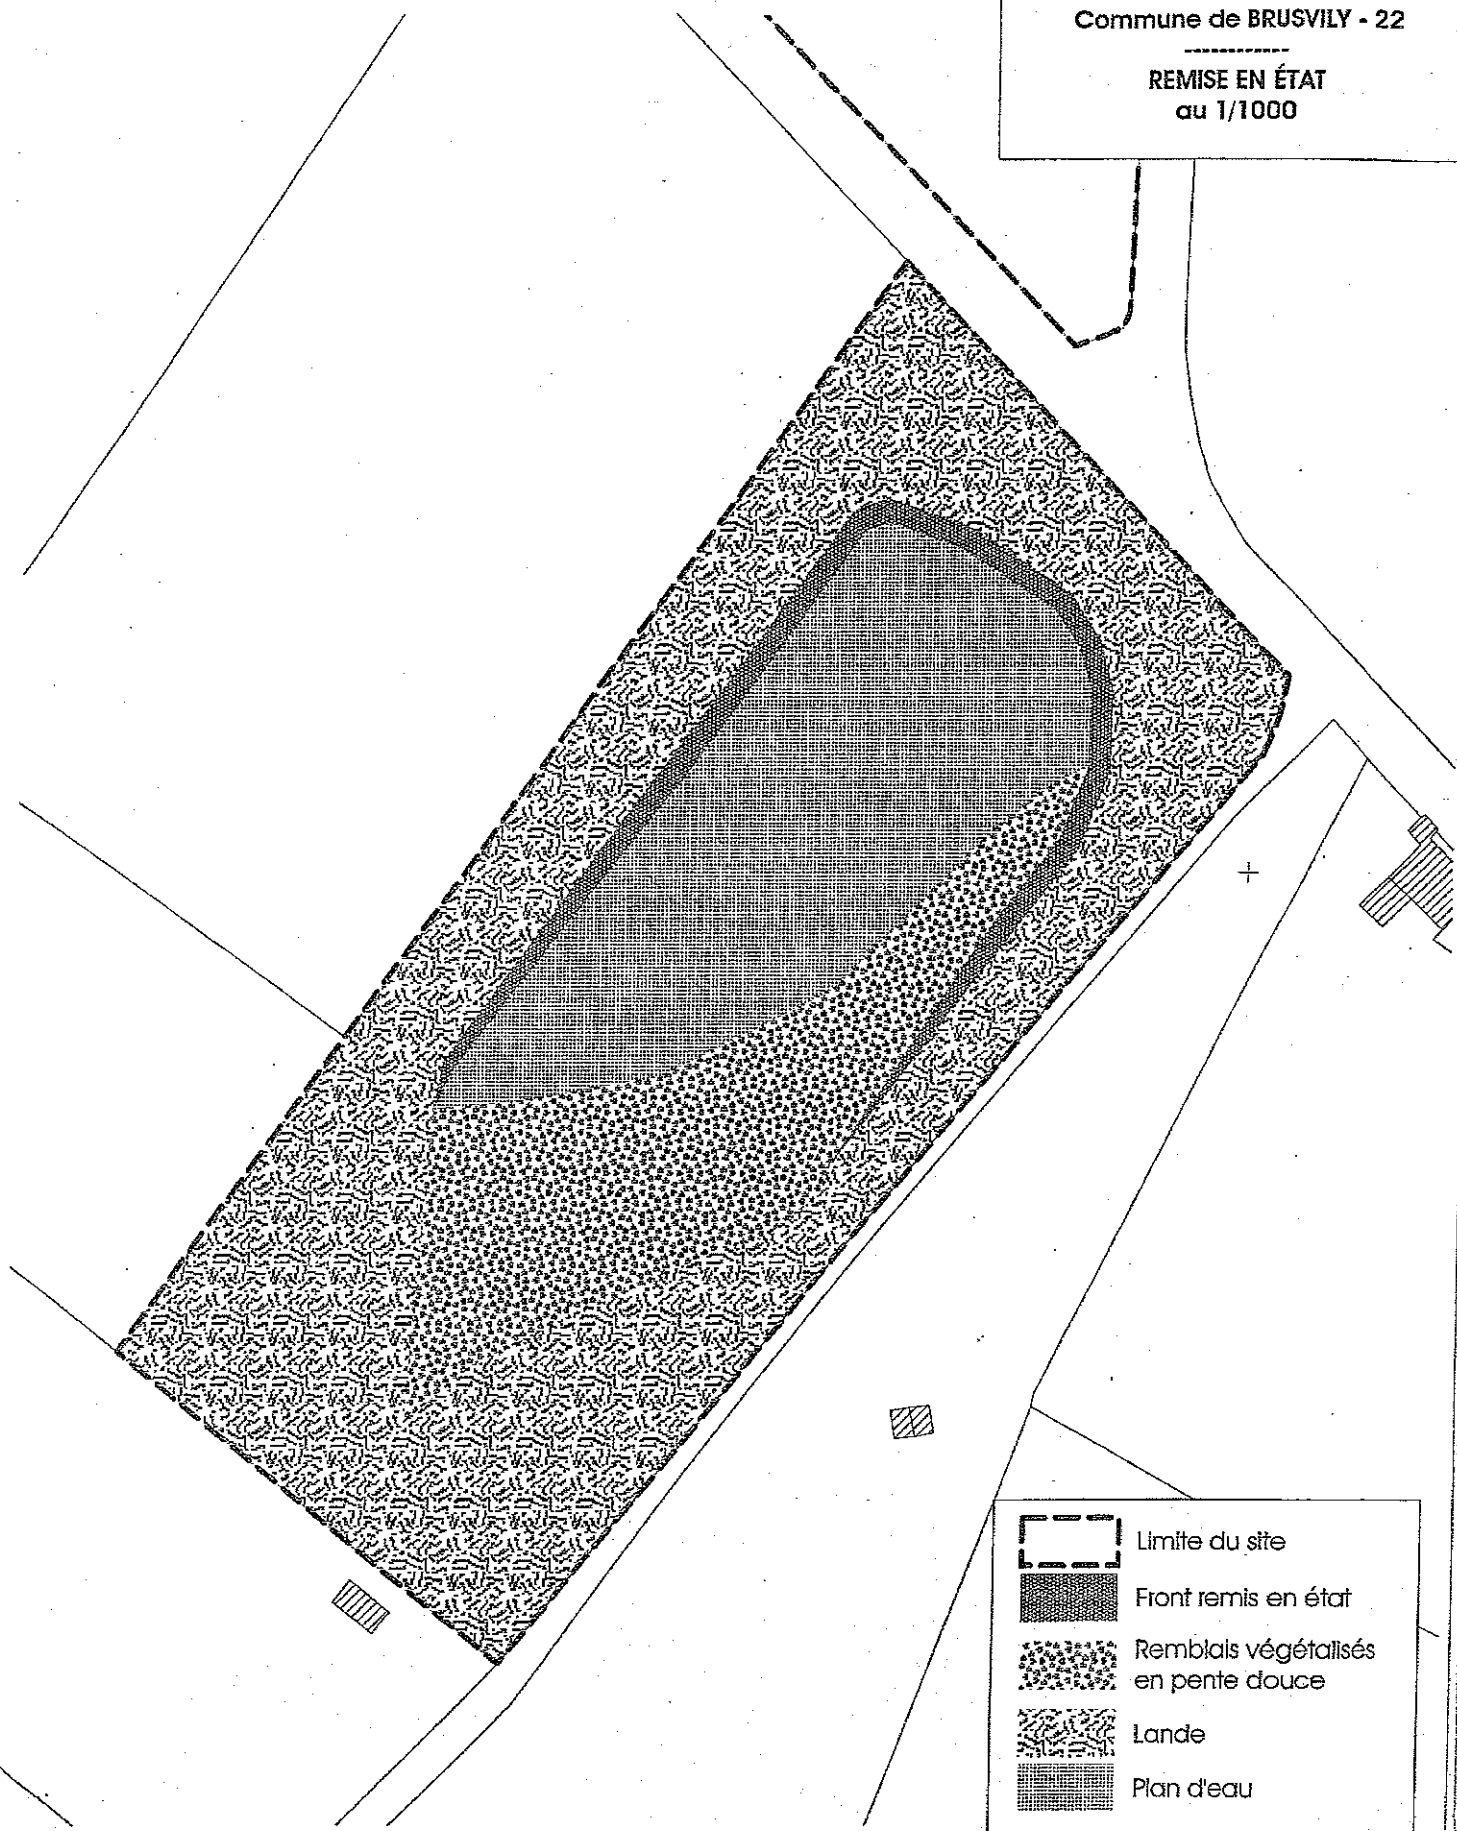 Commune de BRUSVILY - 22
------------
REMISE EN ÉTAT
au 1/1000
Limite du site
Front remis en état
Remblais végétalisés
en pente douce
Lande
Plan d'eau